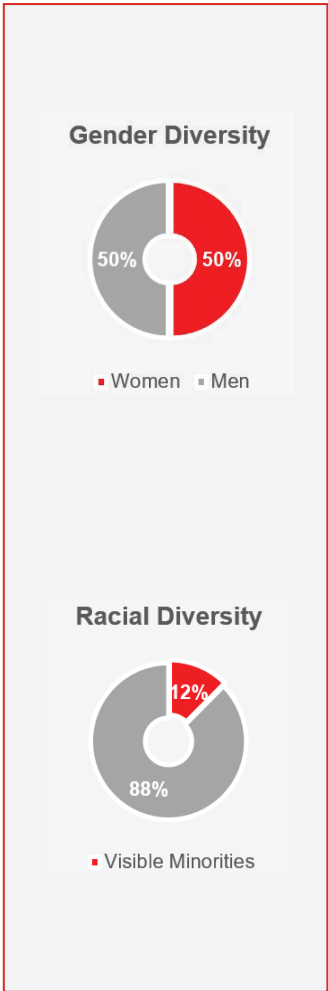 Gender Diversity
50% 50%
Women Men
Racial Diversity
12%
88%
Visible Minorities